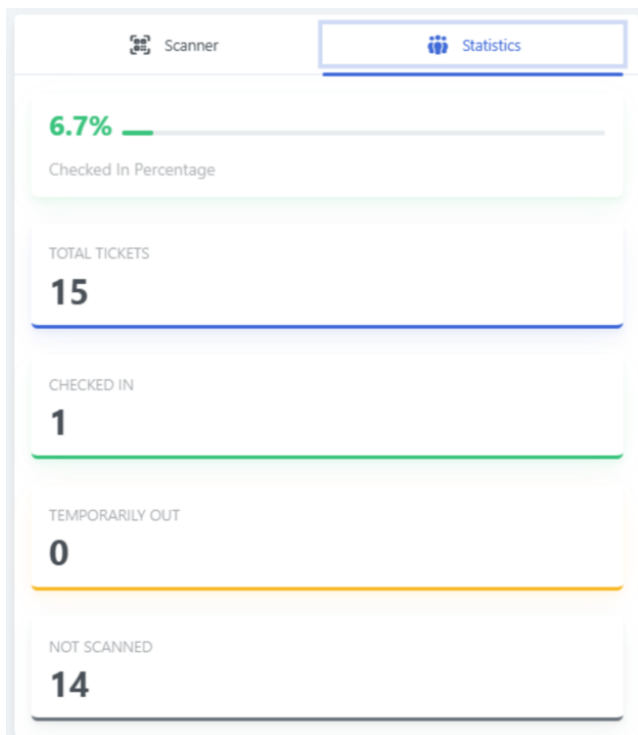 Scanner
Statistics
6.7%
Checked In Percentage
TOTAL TICKETS
15
CHECKED IN
1
TEMPORARILY OUT
0
NOT SCANNED
14